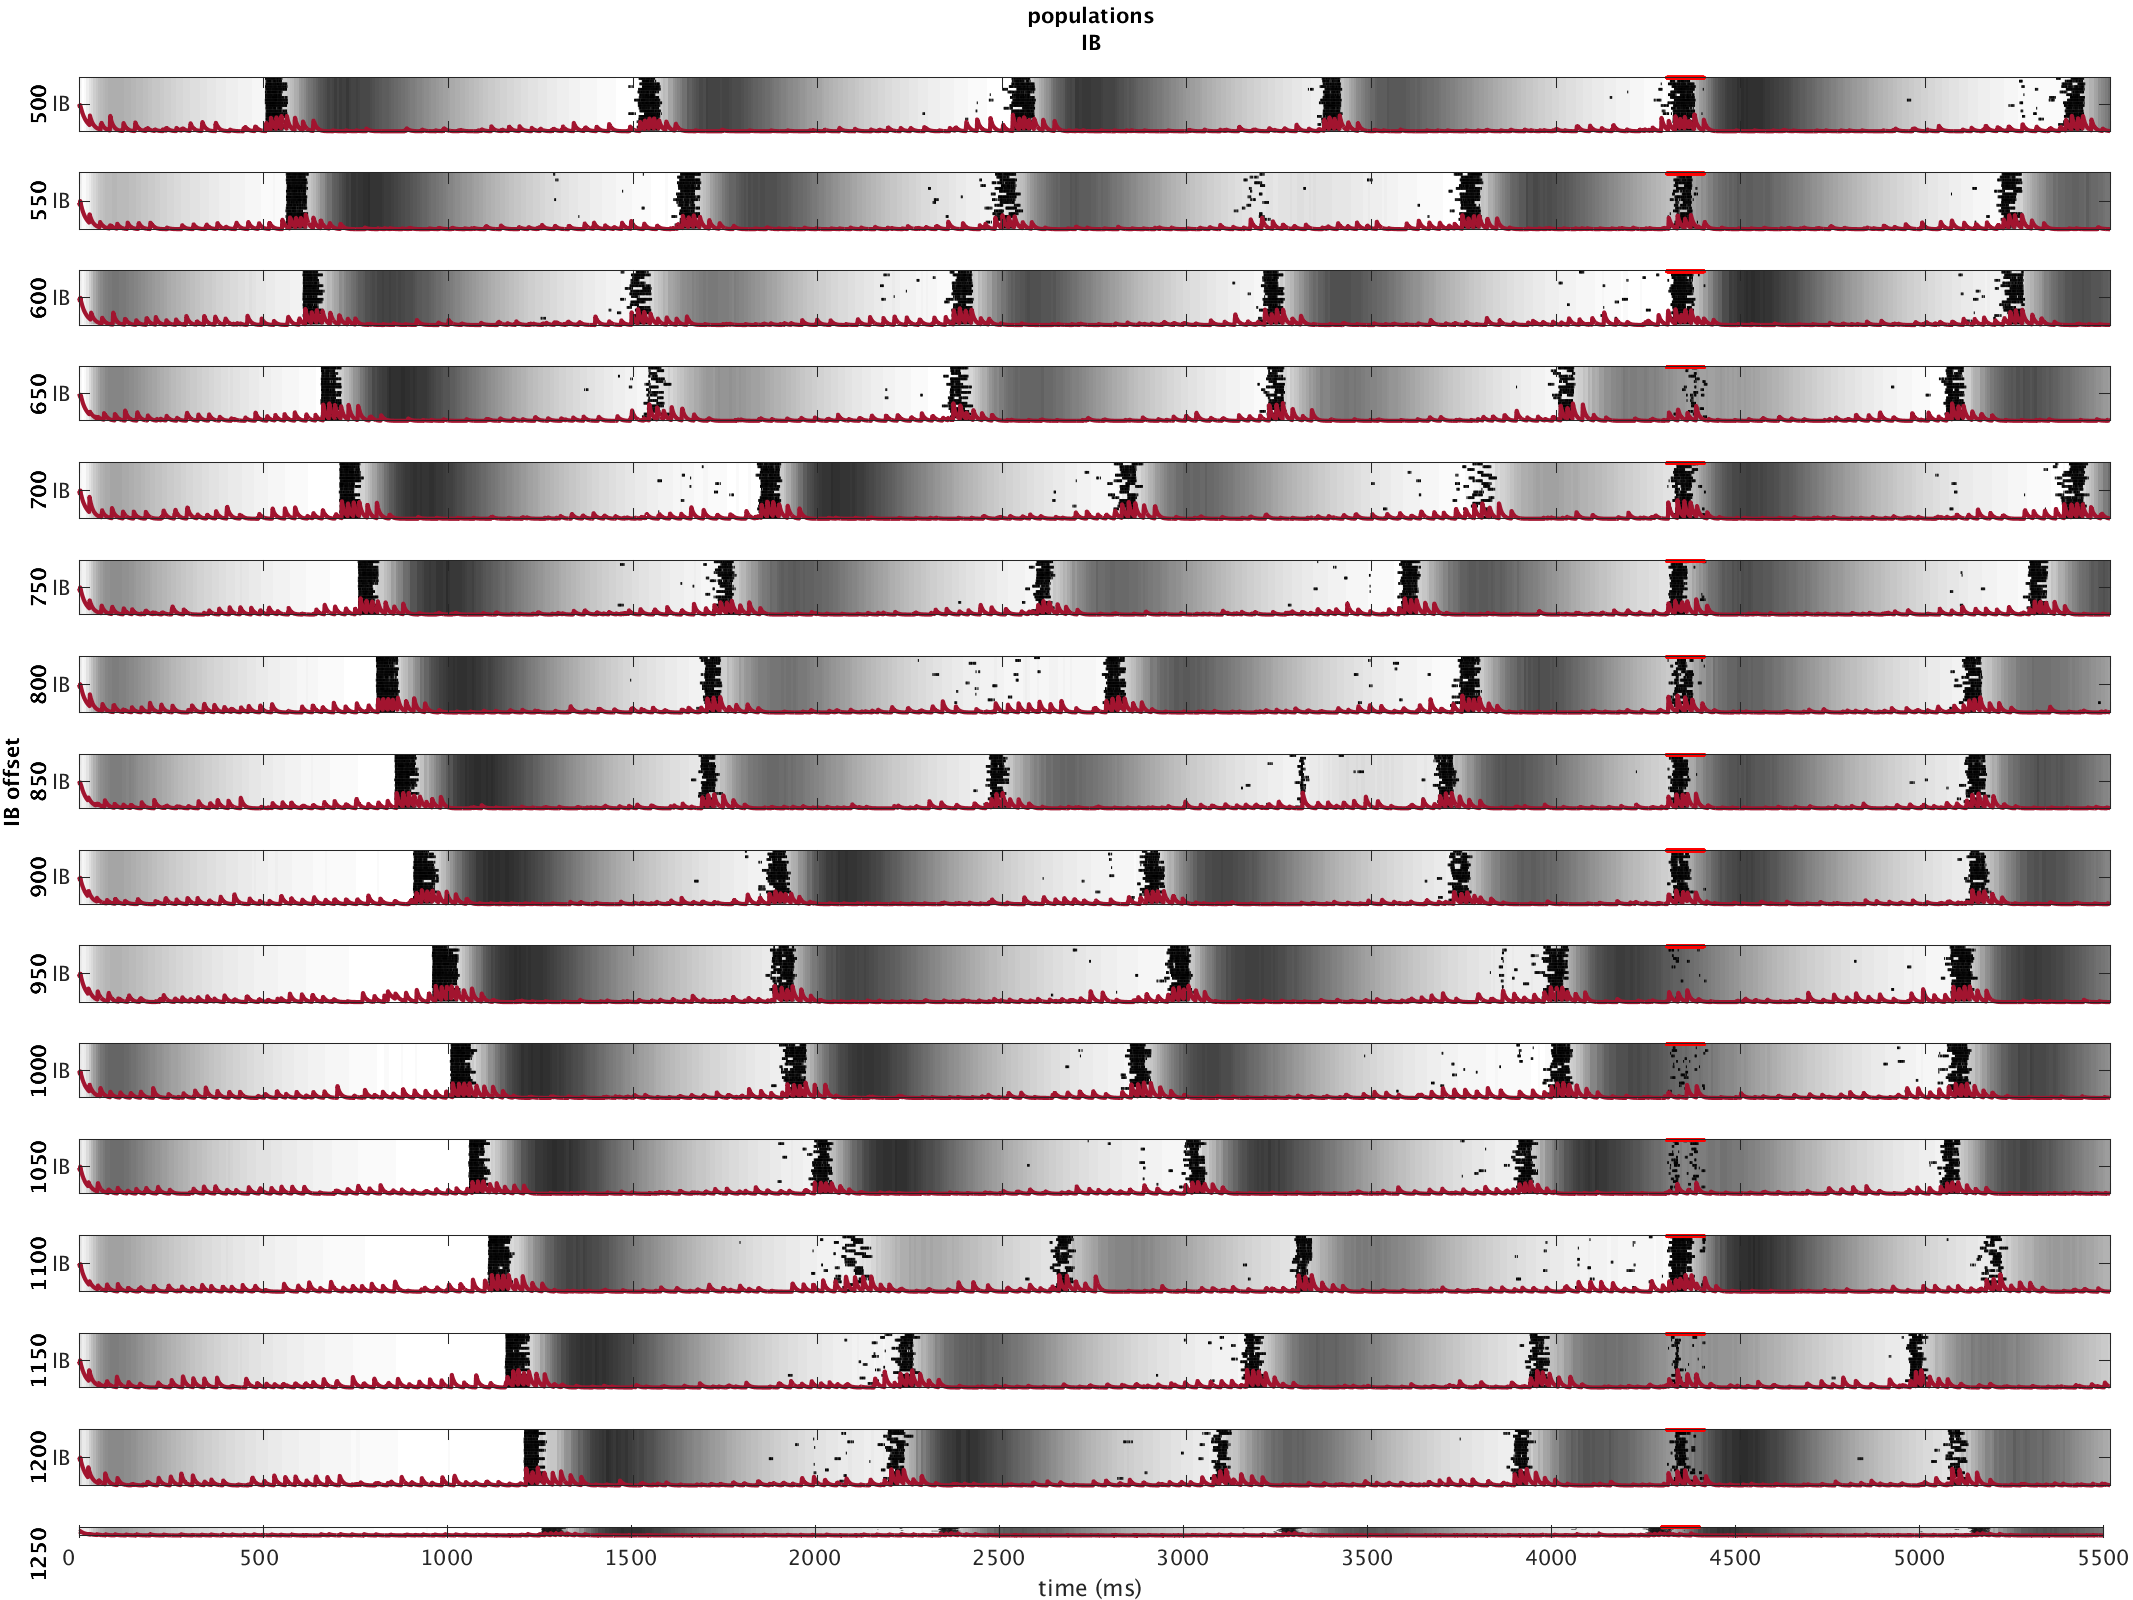 populations
IB
500 IB
550 IB
600 IB
650 IB
700 IB
750 IB
800 IB
850 IB
900 IB
950 IB
1000 IB
1050 IB
1100 IB
1150 IB
1200 IB
1250
IB offset
0 500 1000 1500 2000 2500 3000 3500 4000 4500 5000 5500
time (ms)